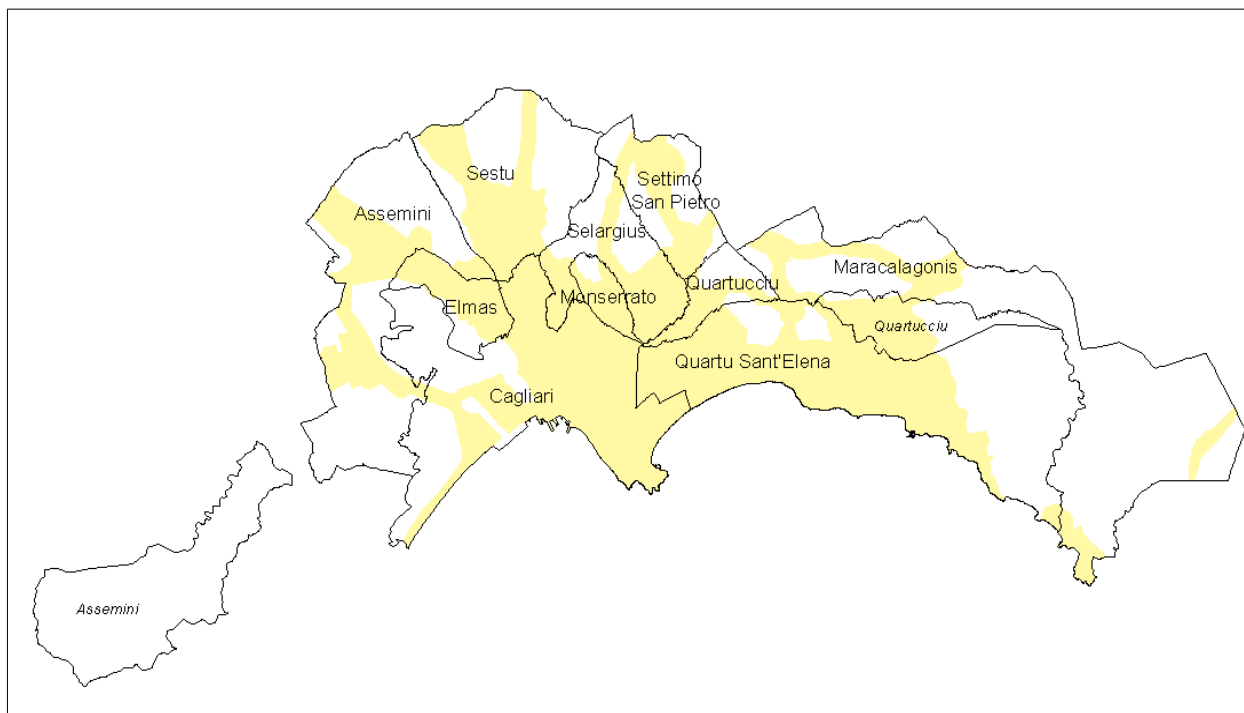 Sestu
Settimo
San Pietro
Assemini
Selargius
Maracalagonis
Quartucciu
Monserrato
Elmas
Quartucciu
Quartu Sant'Elena
Cagliari
Assemini